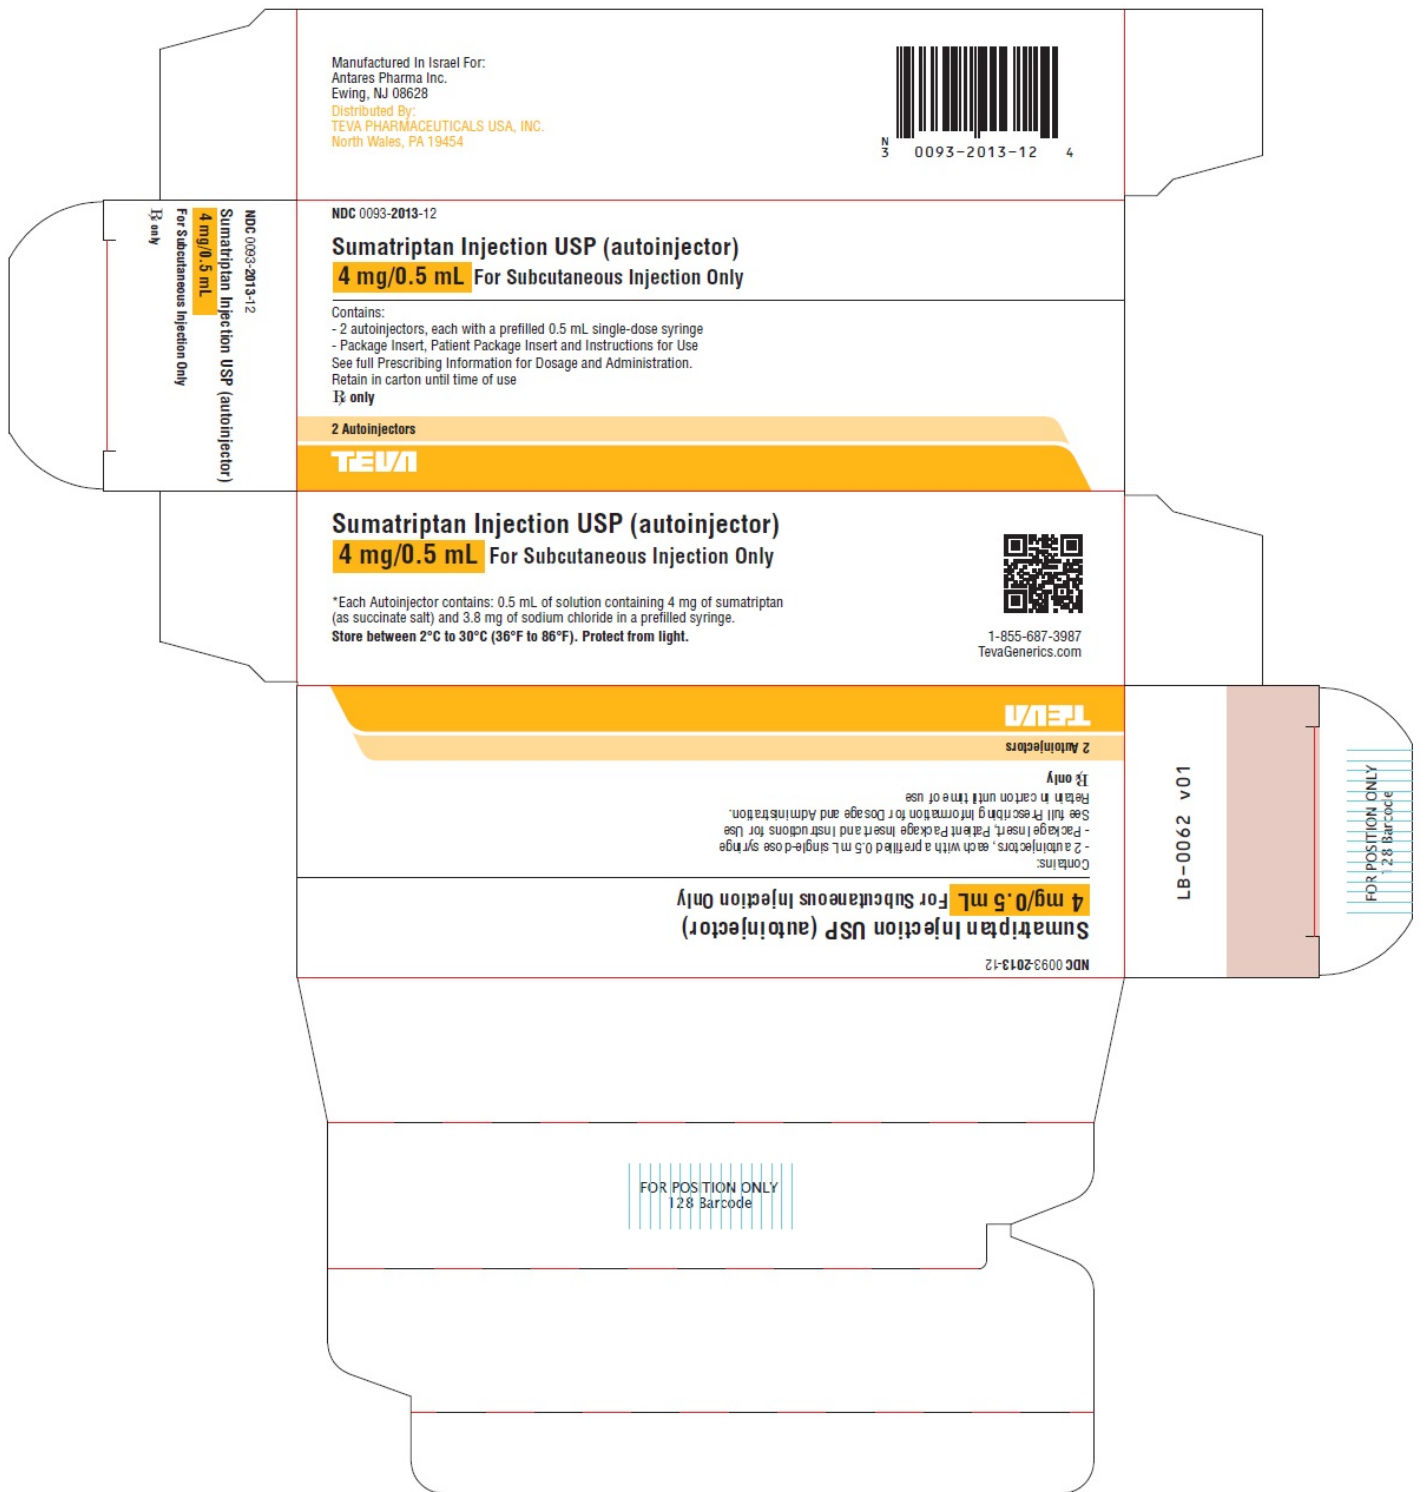 Manufactured In Israel For:
Antares Pharma Inc.
Ewing, NJ 08628
Distributed By:
TEVA PHARMACEUTICALS USA, INC.
North Wales, PA 19454
N
3 0093-2013-12 4
NDC 0093-2013-12
Sumatriptan Injection USP (autoinjector)
4 mg/0.5 mL
For Subcutaneous Injection Only
℞ only
NDC 0093-2013-12
Sumatriptan Injection USP (autoinjector)
4 mg/0.5 mL For Subcutaneous Injection Only
Contains:
- 2 autoinjectors, each with a prefilled 0.5 mL single-dose syringe
- Package Insert, Patient Package Insert and Instructions for Use
See full Prescribing Information for Dosage and Administration.
Retain in carton until time of use
℞ only
2 Autoinjectors
TEVA
Sumatriptan Injection USP (autoinjector)
4 mg/0.5 mL For Subcutaneous Injection Only
*Each Autoinjector contains: 0.5 mL of solution containing 4 mg of sumatriptan
(as succinate salt) and 3.8 mg of sodium chloride in a prefilled syringe.
Store between 2°C to 30°C (36°F to 86°F). Protect from light.
1-855-687-3987
TevaGenerics.com
NDC 0093-2013-12
Sumatriptan Injection USP (autoinjector)
4 mg/0.5 mL For Subcutaneous Injection Only
Contains:
- 2 autoinjectors, each with a prefilled 0.5 mL single-dose syringe
- Package Insert, Patient Package Insert and Instructions for Use
See full Prescribing Information for Dosage and Administration.
Retain in carton until time of use
℞ only
2 Autoinjectors
TEVA
LB-0062 v01
FOR POSITION ONLY
128 Barcode
FOR POSITION ONLY
128 Barcode